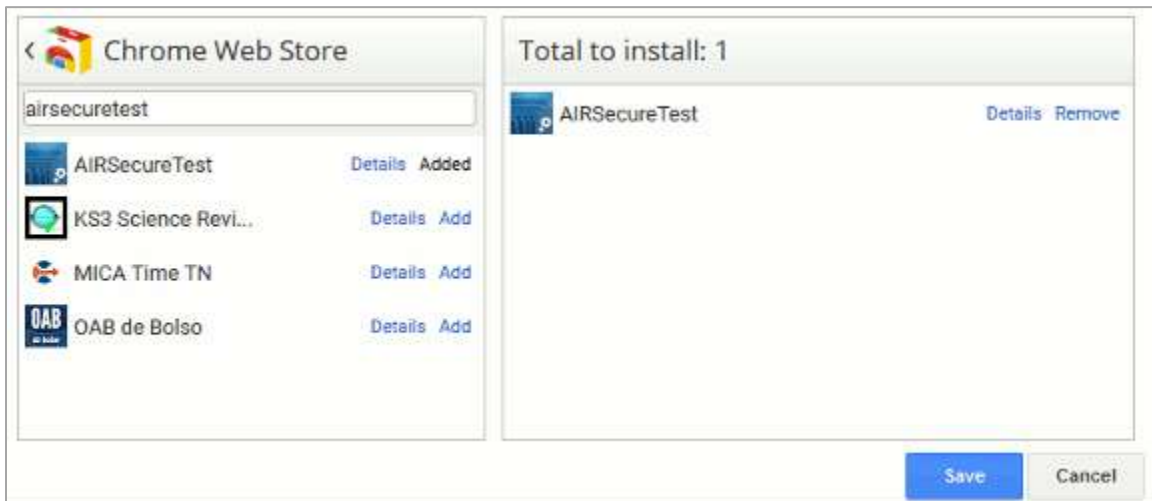 Chrome Web Store
airsecuretest
AIRSecureTest Details Added
KS3 Science Revi... Details Add
MICA Time TN Details Add
OAB de Bolso Details Add
OAB
Total to install: 1
AIRSecureTest Details Remove
Save Cancel